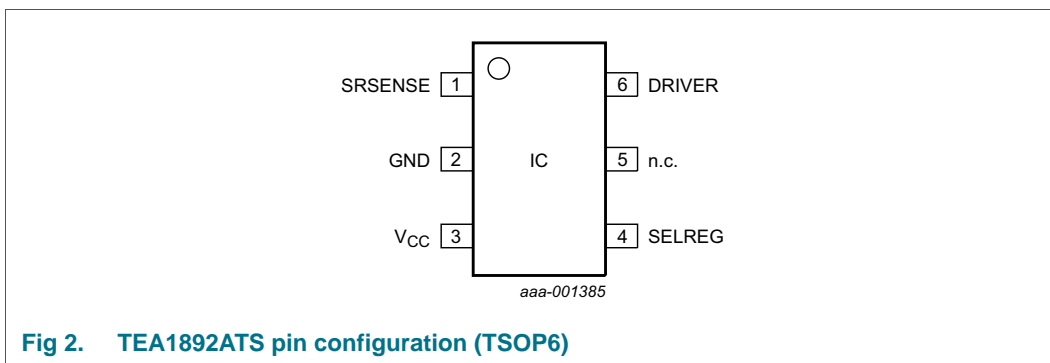 SRSENSE 1 6 DRIVER
GND 2 IC 5 n.c.
VCC 3 4 SELREG
aaa-001385
Fig 2. TEA1892ATS pin configuration (TSOP6)